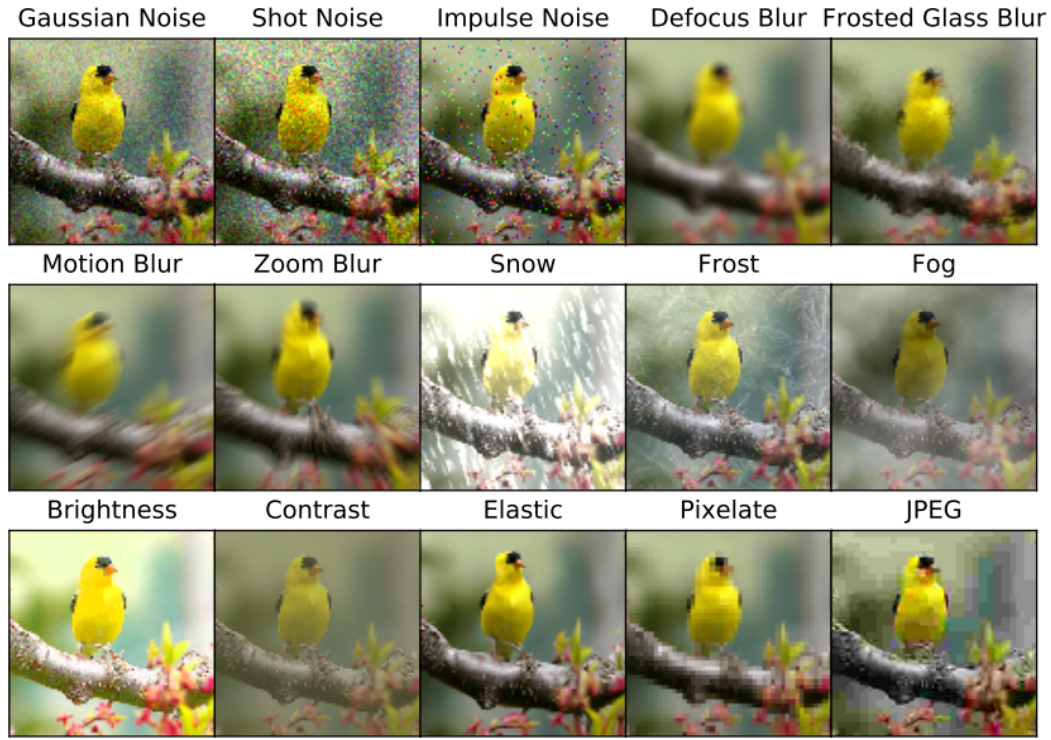 Gaussian Noise Shot Noise Impulse Noise Defocus Blur Frosted Glass Blur
Motion Blur Zoom Blur Snow Frost Fog
Brightness Contrast Elastic Pixelate JPEG